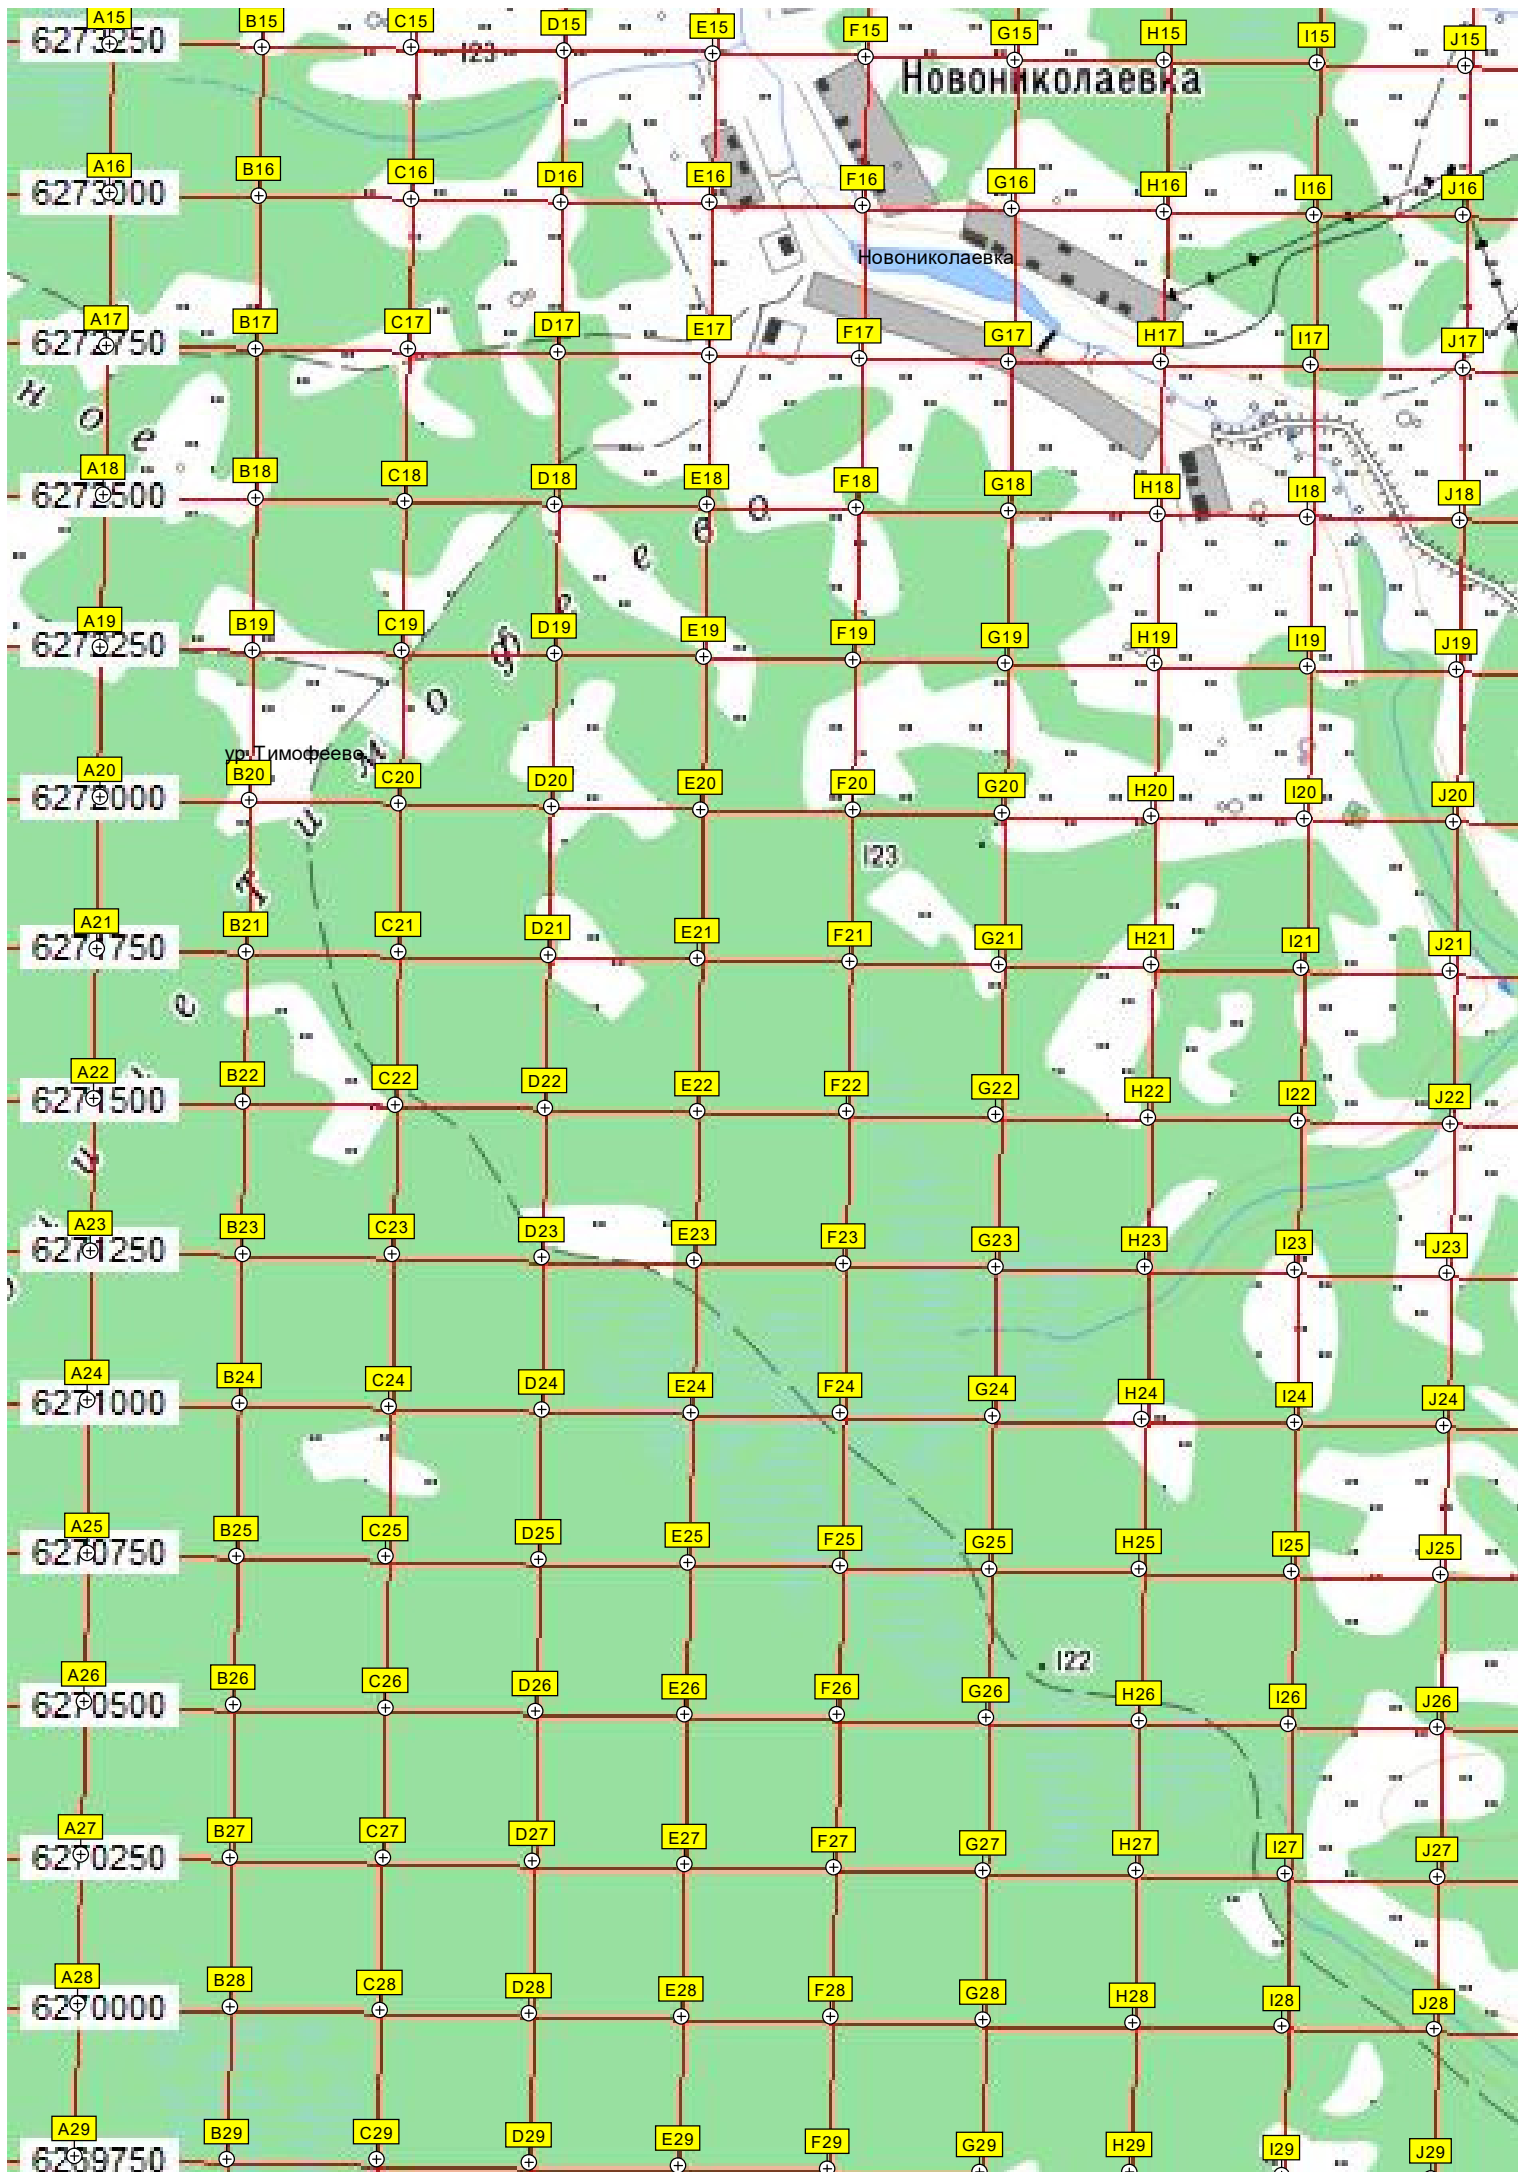 A15 B15 C15 D15 E15 F15 G15 H15 I15 J15
6273250
123
Новониколаевка
A16 B16 C16 D16 E16 F16 G16 H16 I16 J16
6273000
Новониколаевка
A17 B17 C17 D17 E17 F17 G17 H17 I17 J17
6272750
ное
A18 B18 C18 D18 E18 F18 G18 H18 I18 J18
6272500
A19 B19 C19 D19 E19 F19 G19 H19 I19 J19
6272250
Тимофеево
ур. Тимофеево
A20 B20 C20 D20 E20 F20 G20 H20 I20 J20
6272000
123
A21 B21 C21 D21 E21 F21 G21 H21 I21 J21
6271750
A22 B22 C22 D22 E22 F22 G22 H22 I22 J22
6271500
A23 B23 C23 D23 E23 F23 G23 H23 I23 J23
6271250
A24 B24 C24 D24 E24 F24 G24 H24 I24 J24
6271000
A25 B25 C25 D25 E25 F25 G25 H25 I25 J25
6270750
122
A26 B26 C26 D26 E26 F26 G26 H26 I26 J26
6270500
A27 B27 C27 D27 E27 F27 G27 H27 I27 J27
6270250
A28 B28 C28 D28 E28 F28 G28 H28 I28 J28
6270000
A29 B29 C29 D29 E29 F29 G29 H29 I29 J29
6269750